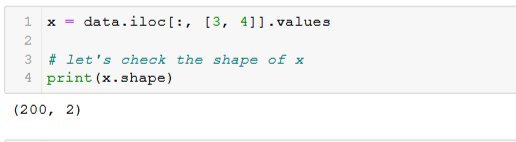 1 x = data.iloc[:, [3, 4]].values
2
3 # let's check the shape of x
4 print(x.shape)
(200, 2)